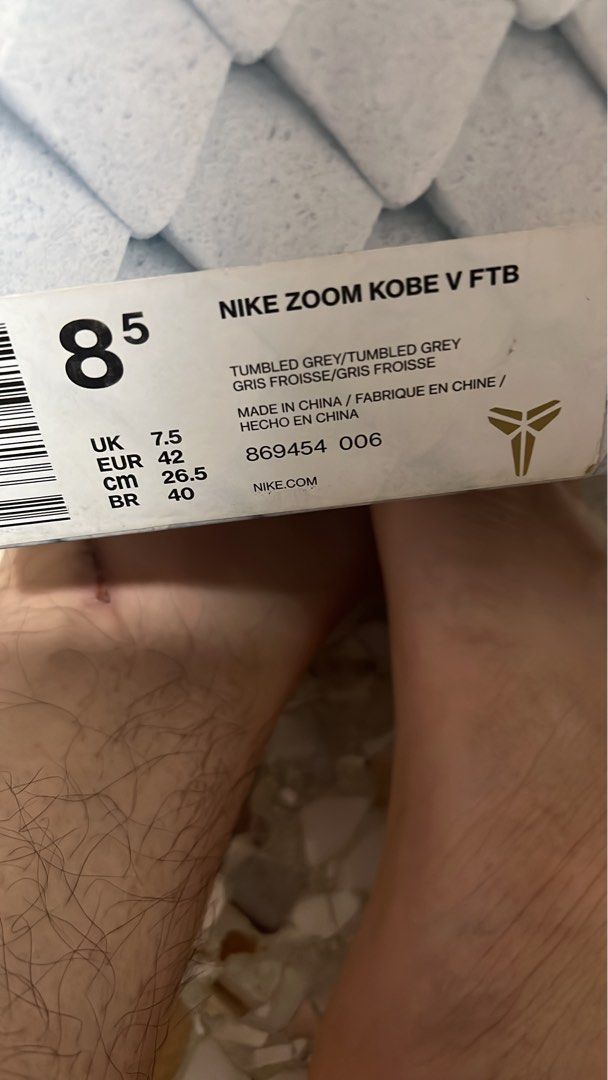 8⁵
NIKE ZOOM KOBE V FTB
TUMBLED GREY/TUMBLED GREY
GRIS FROISSE/GRIS FROISSE
MADE IN CHINA / FABRIQUE EN CHINE /
HECHO EN CHINA
869454 006
NIKE.COM
UK 7.5
EUR 42
cm 26.5
BR 40